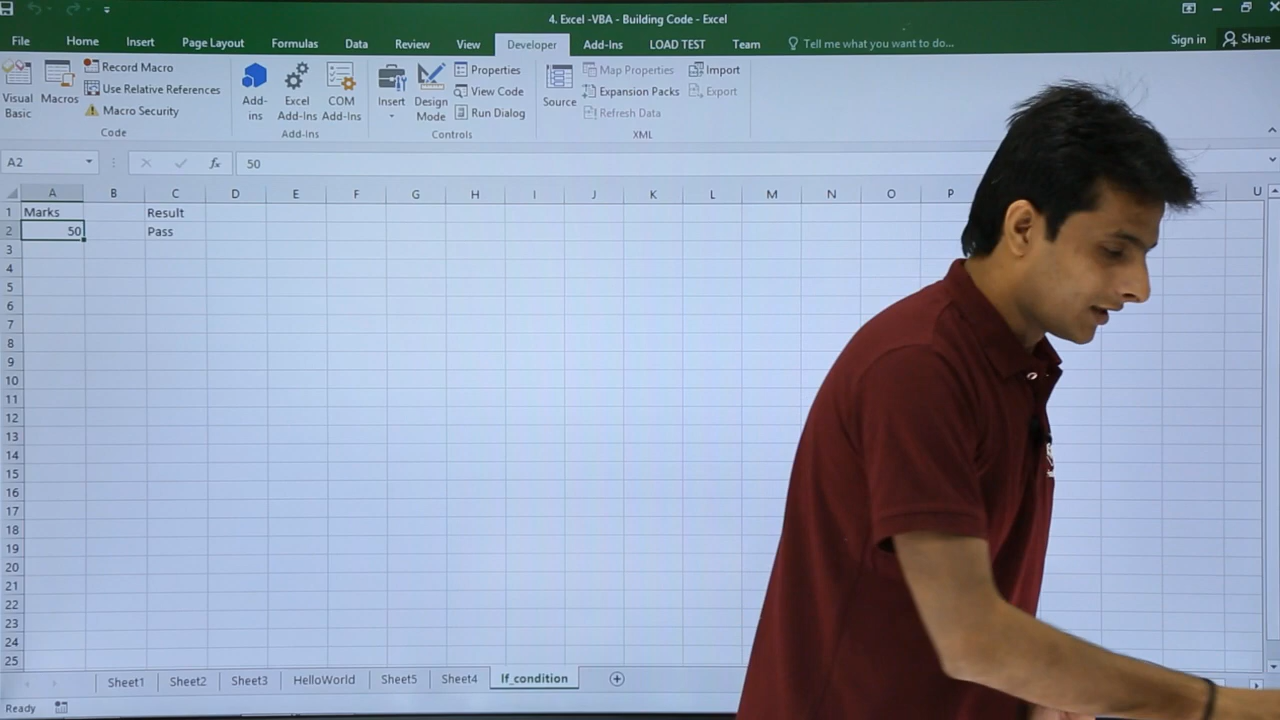 4. Excel -VBA - Building Code - Excel
File Home Insert Page Layout Formulas Data Review View Developer Add-Ins LOAD TEST Team Tell me what you want to do... Sign in Share
Visual Basic
Macros
Record Macro
Use Relative References
Macro Security
Code
Add-ins
Excel Add-Ins
COM Add-Ins
Add-Ins
Insert
Design Mode
Properties
View Code
Run Dialog
Controls
Source
Map Properties
Expansion Packs
Refresh Data
Import
Export
XML
A2 fx 50
A B C D E F G H I J K L M N O P U
1 Marks Result
2 50 Pass
3
4
5
6
7
8
9
10
11
12
13
14
15
16
17
18
19
20
21
22
23
24
25
Sheet1 Sheet2 Sheet3 HelloWorld Sheet5 Sheet4 If_condition
Ready